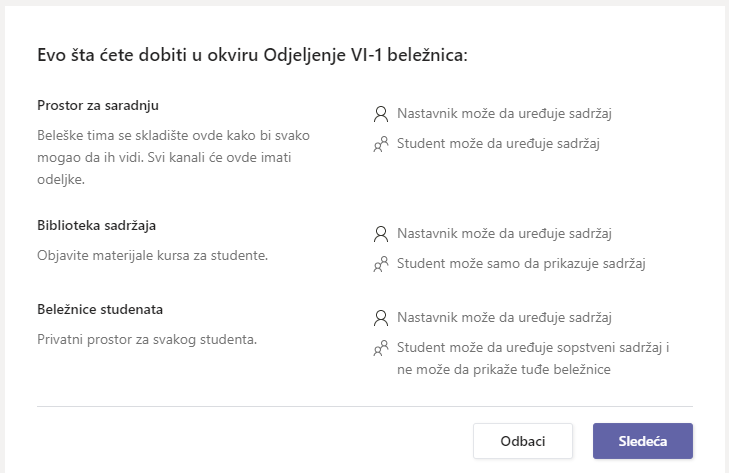 Evo šta ćete dobiti u okviru Odjeljenje VI-1 beležnica:
Prostor za saradnju
Beleške tima se skladište ovde kako bi svako
mogao da ih vidi. Svi kanali će ovde imati
odeljke.
Nastavnik može da uređuje sadržaj
Student može da uređuje sadržaj
Biblioteka sadržaja
Objavite materijale kursa za studente.
Nastavnik može da uređuje sadržaj
Student može samo da prikazuje sadržaj
Beležnice studenata
Privatni prostor za svakog studenta.
Nastavnik može da uređuje sadržaj
Student može da uređuje sopstveni sadržaj i
ne može da prikaže tuđe beležnice
Odbaci
Sledeća